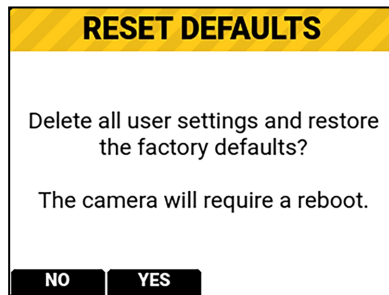 RESET DEFAULTS
Delete all user settings and restore
the factory defaults?
The camera will require a reboot.
NO YES